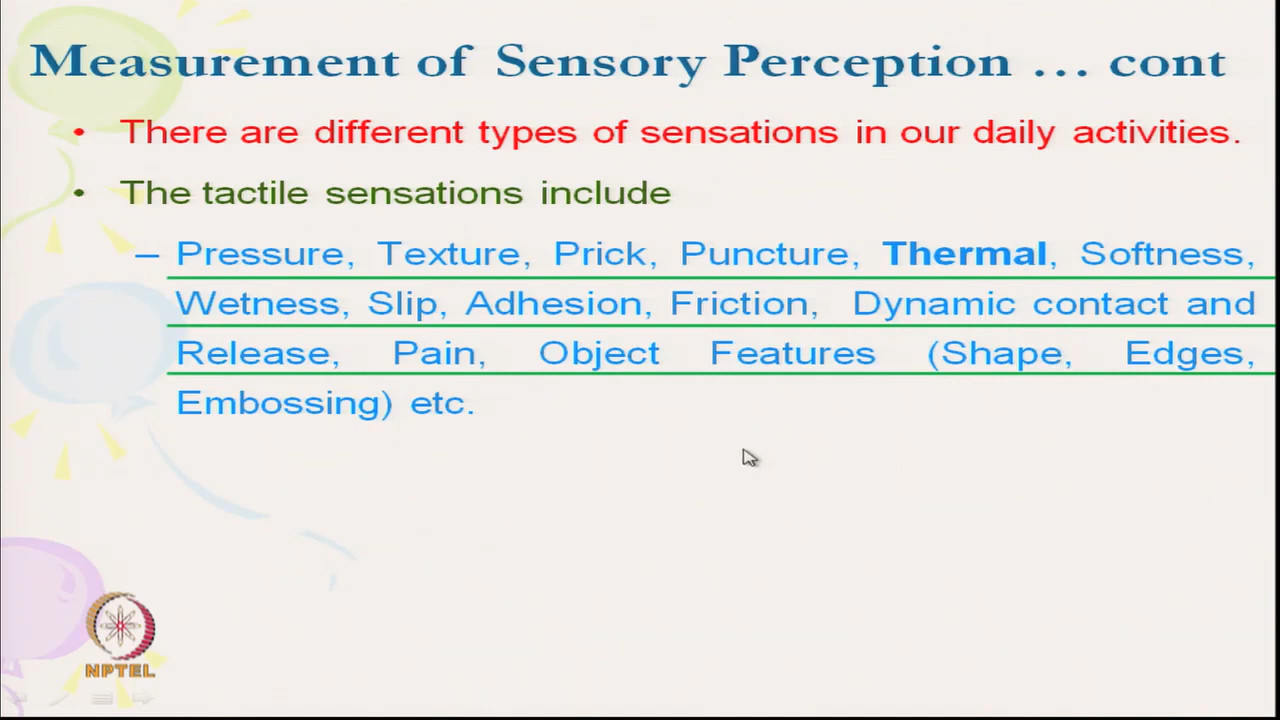 Measurement of Sensory Perception ... cont
• There are different types of sensations in our daily activities.
• The tactile sensations include
– Pressure, Texture, Prick, Puncture, Thermal, Softness,
Wetness, Slip, Adhesion, Friction, Dynamic contact and
Release, Pain, Object Features (Shape, Edges,
Embossing) etc.
NPTEL